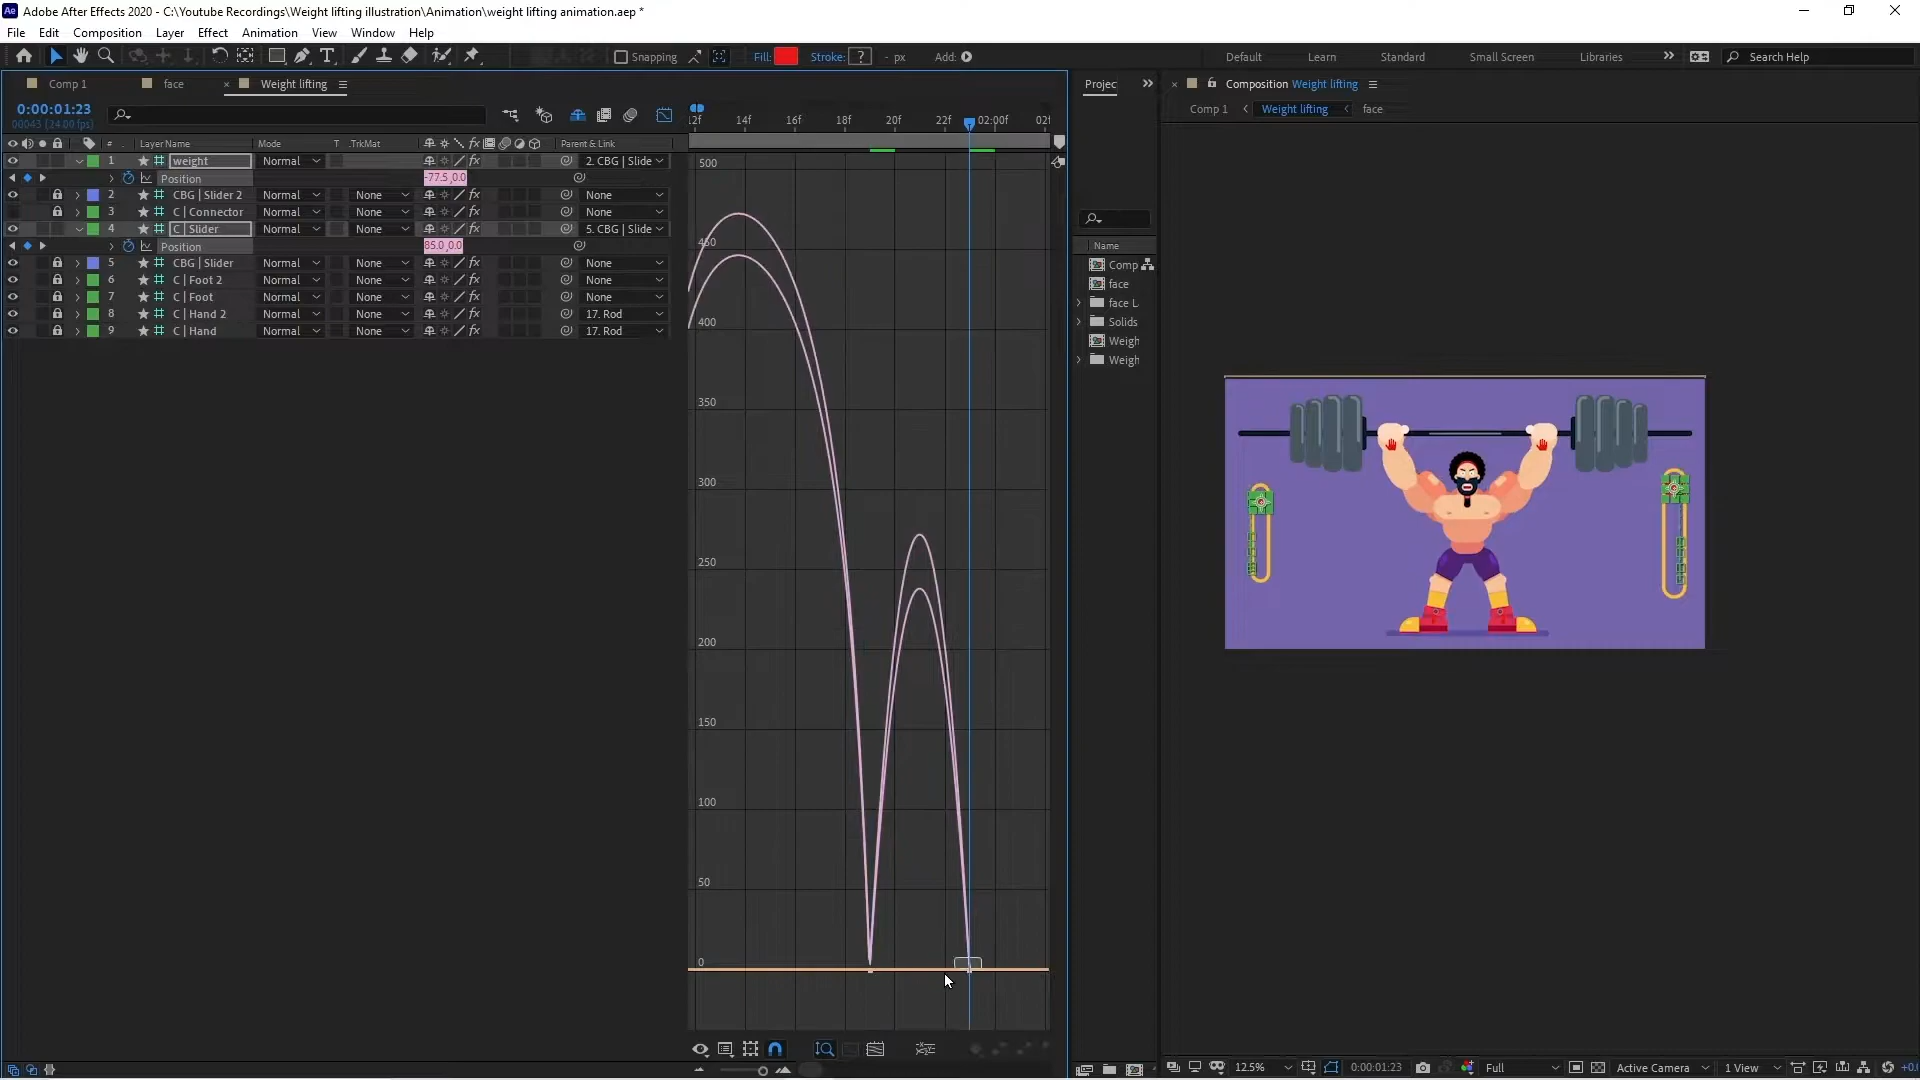 Adobe After Effects 2020 - C:\Youtube Recordings\Weight lifting illustration\Animation\weight lifting animation.aep *
File Edit Composition Layer Effect Animation View Window Help
Snapping Fill: Stroke: ? - px Add: Default Learn Standard Small Screen Libraries Search Help
Comp 1 face Weight lifting
Projec
Composition Weight lifting
0:00:01:23
00043 (24.00 fps)
Comp 1 Weight lifting face
12f 14f 16f 18f 20f 22f 02:00f 02f
# Layer Name Mode T .TrkMat Parent & Link
1 weight Normal 2. CBG | Slide
Position -77.5,0.0
2 CBG | Slider 2 Normal None None
3 C | Connector Normal None None
4 C | Slider Normal None 5. CBG | Slide
Position 85.0,0.0
5 CBG | Slider Normal None None
6 C | Foot 2 Normal None None
7 C | Foot Normal None None
8 C | Hand 2 Normal None 17. Rod
9 C | Hand Normal None 17. Rod
500
450
400
350
300
250
200
150
100
50
0
Name
Comp
face
face L
Solids
Weigh
Weigh
12.5% 0:00:01:23 Full Active Camera 1 View +0.0